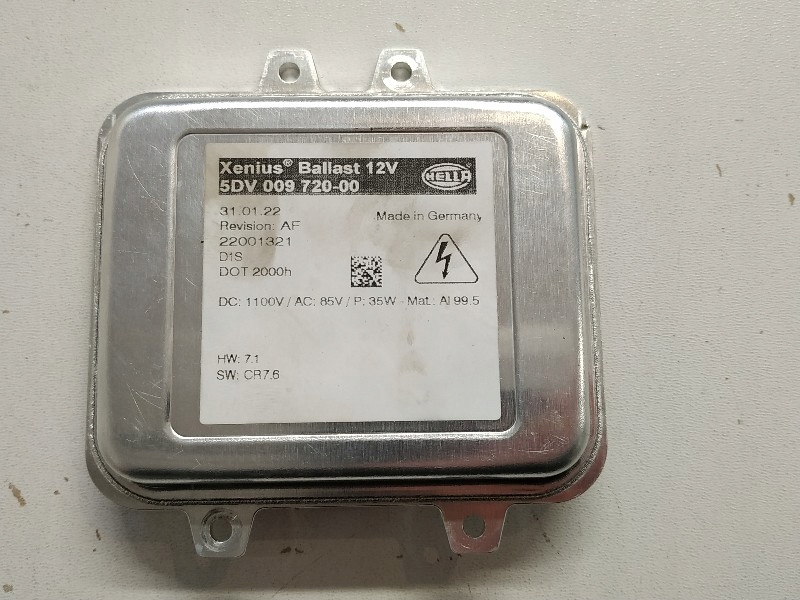 Xenius® Ballast 12V
5DV 009 720-00
HELLA
31.01.22
Made in Germany
Revision: AF
22001321
D1S
DOT 2000h
DC: 1100V / AC: 85V / P: 35W - Mat.: Al 99.5
HW: 7.1
SW: CR7.6